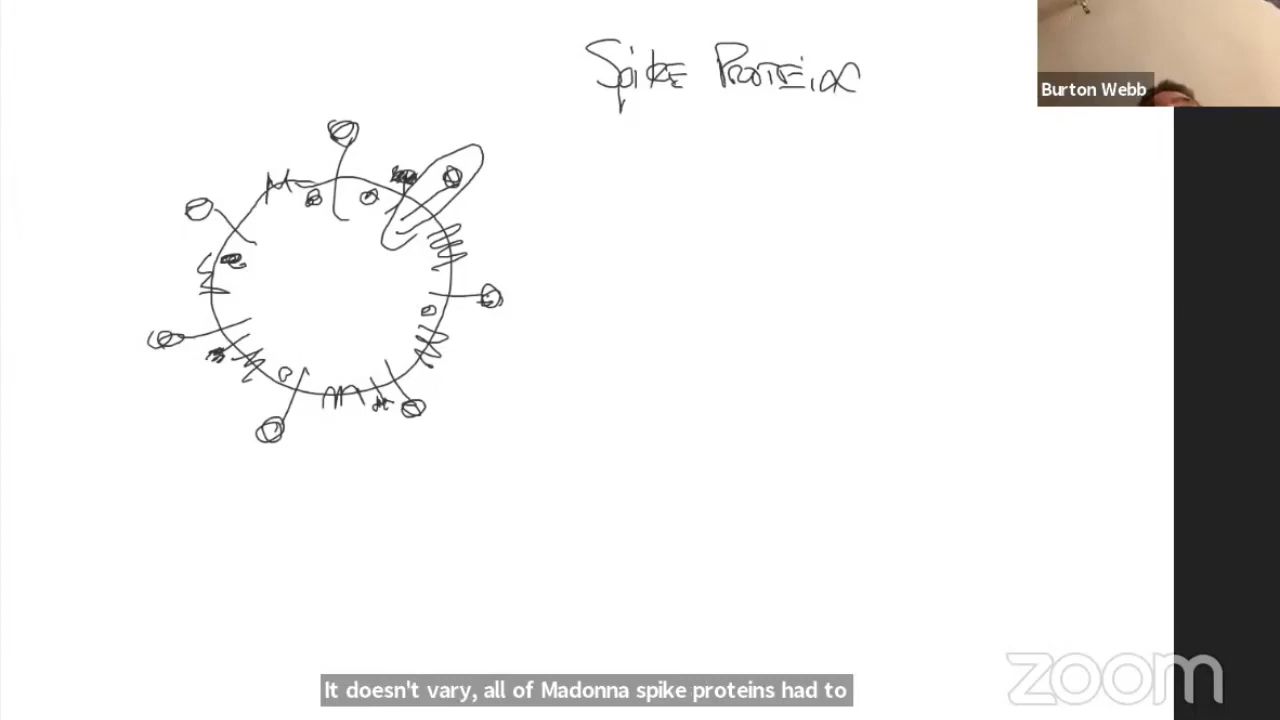 Spike PROTEIN
Burton Webb
It doesn't vary, all of Madonna spike proteins had to
zoom